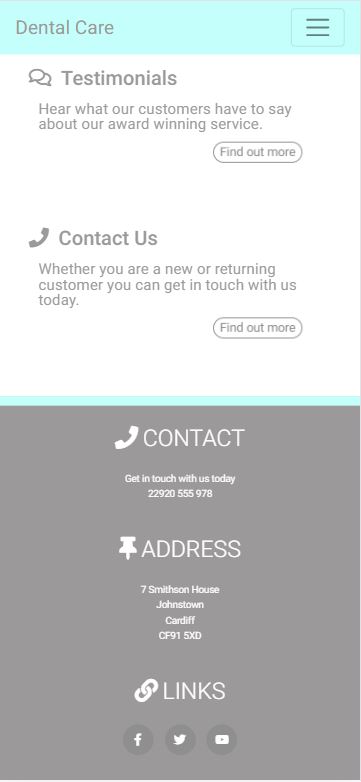 Dental Care
Testimonials
Hear what our customers have to say
about our award winning service.
Find out more
Contact Us
Whether you are a new or returning
customer you can get in touch with us
today.
Find out more
CONTACT
Get in touch with us today
22920 555 978
ADDRESS
7 Smithson House
Johnstown
Cardiff
CF91 5XD
LINKS